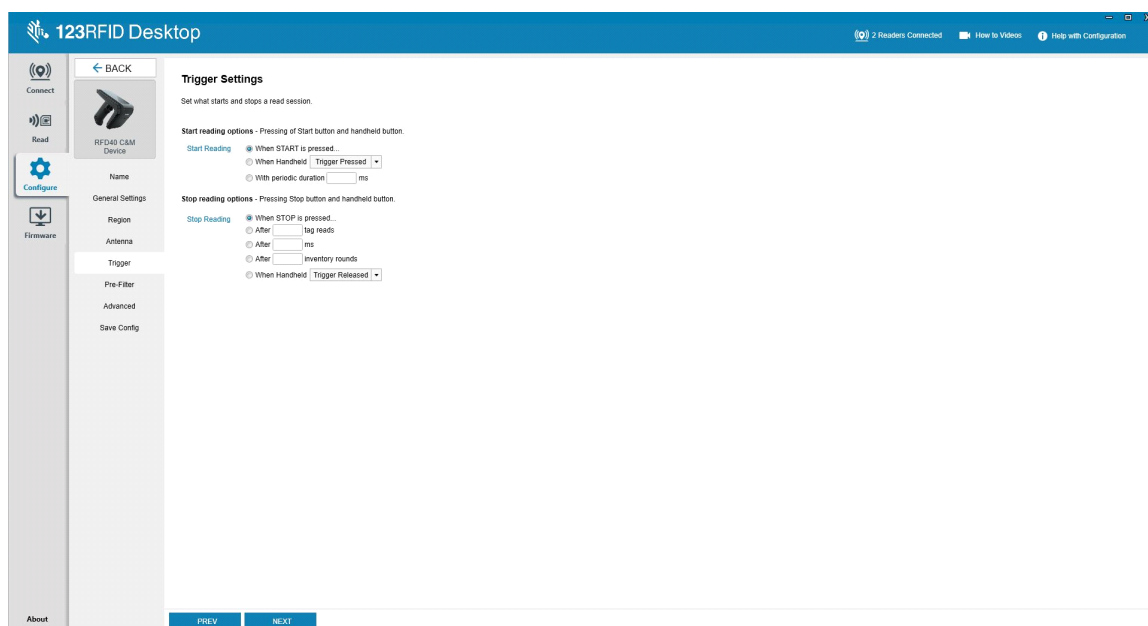 123RFID Desktop
2 Readers Connected
How to Videos
Help with Configuration
Connect
Read
Configure
Firmware
About
BACK
RFD40 C&M
Device
Name
General Settings
Region
Antenna
Trigger
Pre-Filter
Advanced
Save Config
Trigger Settings
Set what starts and stops a read session.
Start reading options - Pressing of Start button and handheld button.
Start Reading When START is pressed...
When Handheld Trigger Pressed
With periodic duration ms
Stop reading options - Pressing Stop button and handheld button.
Stop Reading When STOP is pressed...
After tag reads
After ms
After inventory rounds
When Handheld Trigger Released
PREV NEXT